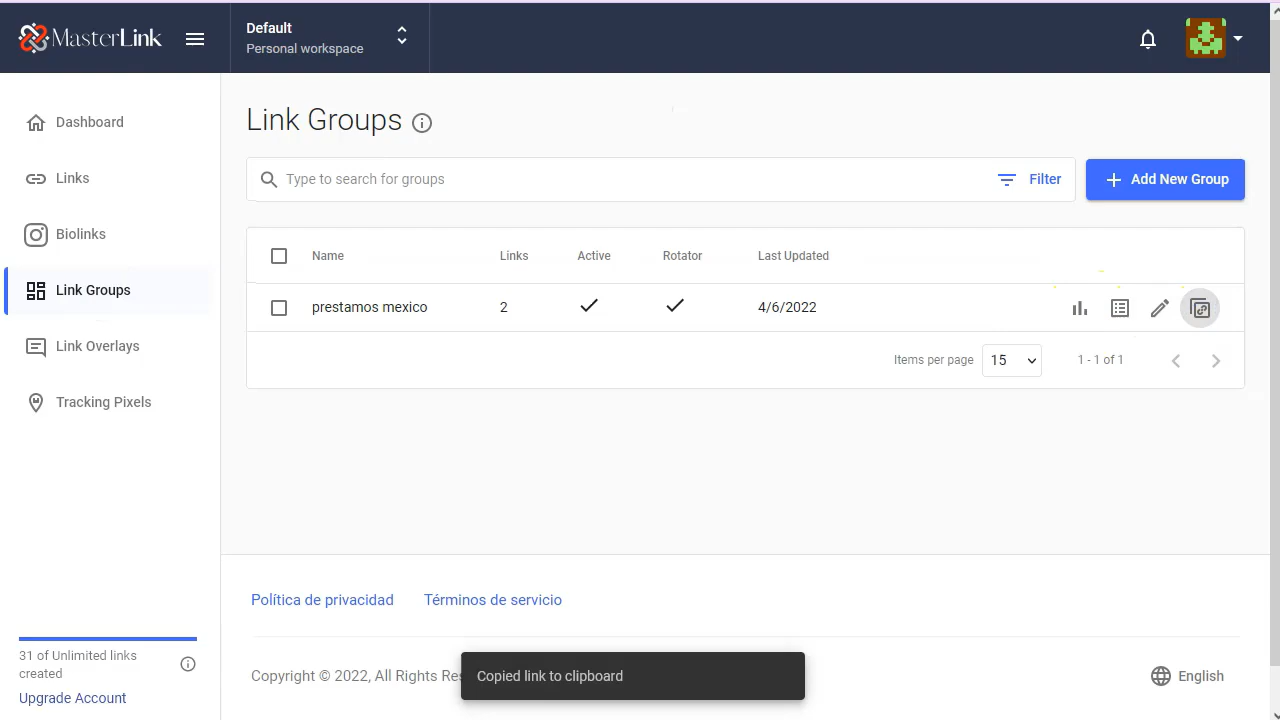 MasterLink
Default
Personal workspace
Dashboard
Links
Biolinks
Link Groups
Link Overlays
Tracking Pixels
31 of Unlimited links
created
Upgrade Account
Link Groups
Type to search for groups
Filter
Add New Group
Name Links Active Rotator Last Updated
prestamos mexico 2 4/6/2022
Items per page 15 1 - 1 of 1
Política de privacidad Términos de servicio
Copyright © 2022, All Rights Res
Copied link to clipboard
English